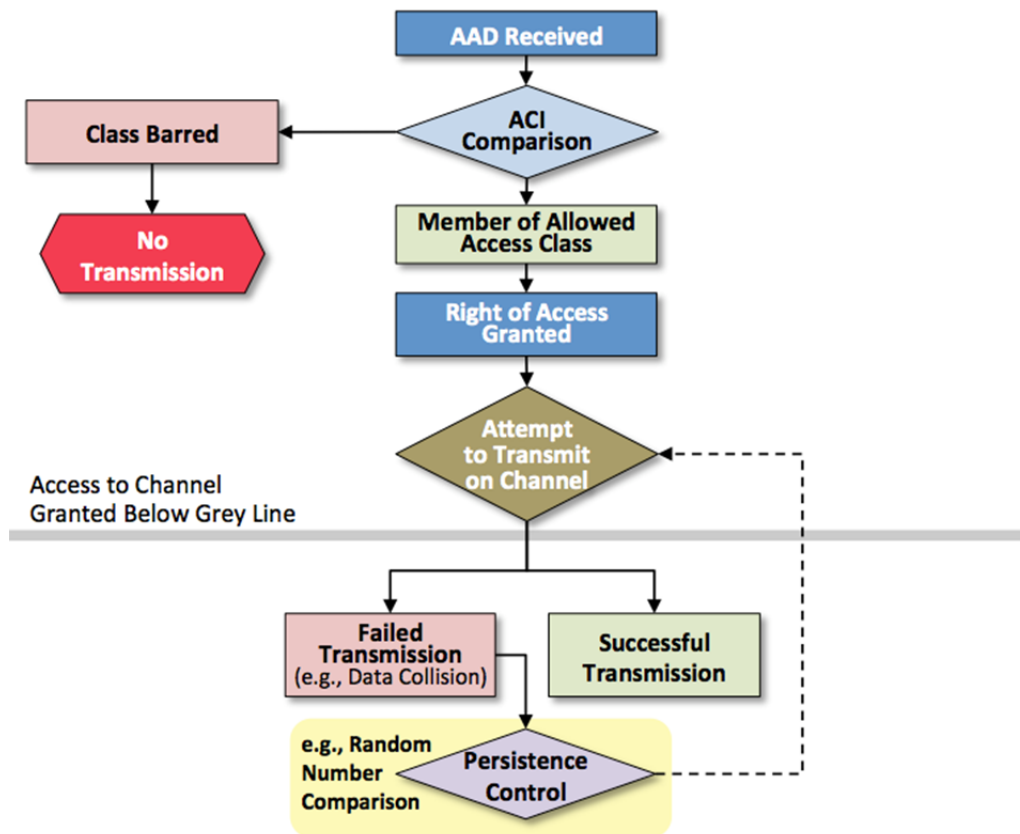 AAD Received
ACI
Comparison
Class Barred
No
Transmission
Member of Allowed
Access Class
Right of Access
Granted
Attempt
to Transmit
on Channel
Access to Channel
Granted Below Grey Line
Failed
Transmission
(e.g., Data Collision)
Successful
Transmission
e.g., Random
Number
Comparison
Persistence
Control